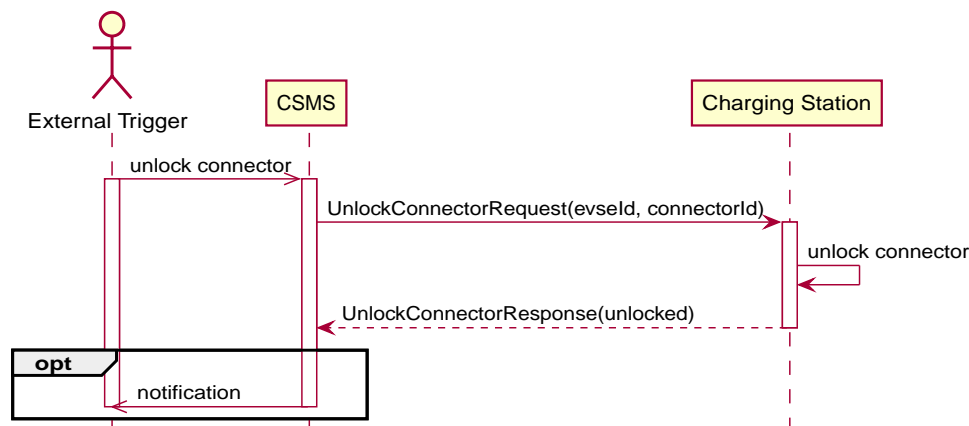 External Trigger
CSMS
Charging Station
unlock connector
UnlockConnectorRequest(evseId, connectorId)
unlock connector
UnlockConnectorResponse(unlocked)
opt
notification